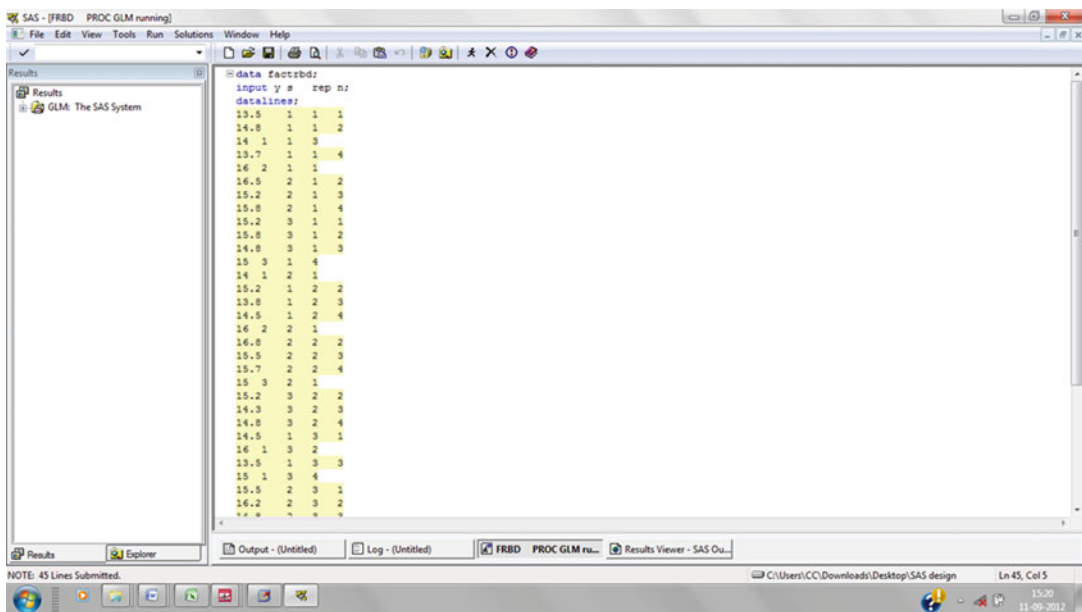 SAS - [FRBD PROC GLM running]
File Edit View Tools Run Solutions Window Help
Results
Results
GLM: The SAS System
data factrbd;
input y s rep n;
datalines;
13.5 1 1 1
14.8 1 1 2
14 1 1 3
13.7 1 1 4
16 2 1 1
16.5 2 1 2
15.2 2 1 3
15.8 2 1 4
15.2 3 1 1
15.8 3 1 2
14.8 3 1 3
15 3 1 4
14 1 2 1
15.2 1 2 2
13.8 1 2 3
14.5 1 2 4
16 2 2 1
16.8 2 2 2
15.5 2 2 3
15.7 2 2 4
15 3 2 1
15.2 3 2 2
14.3 3 2 3
14.8 3 2 4
14.5 1 3 1
16 1 3 2
13.5 1 3 3
15 1 3 4
15.5 2 3 1
16.2 2 3 2
Results
Explorer
Output - (Untitled)
Log - (Untitled)
FRBD PROC GLM ru...
Results Viewer - SAS Ou...
NOTE: 45 Lines Submitted.
C:\Users\CC\Downloads\Desktop\SAS design
Ln 45, Col 5
15:20
11-09-2012